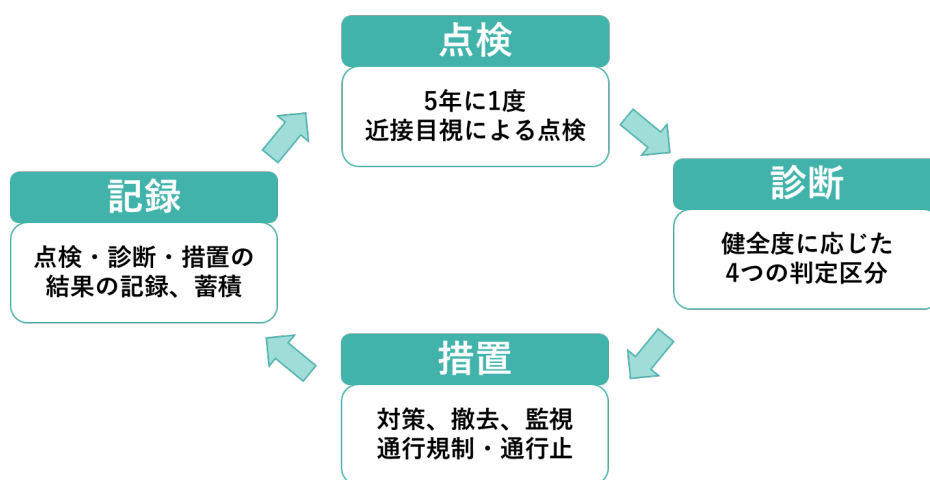 点検
5年に1度
近接目視による点検
診断
健全度に応じた
4つの判定区分
措置
対策、撤去、監視
通行規制・通行止
記録
点検・診断・措置の
結果の記録、蓄積